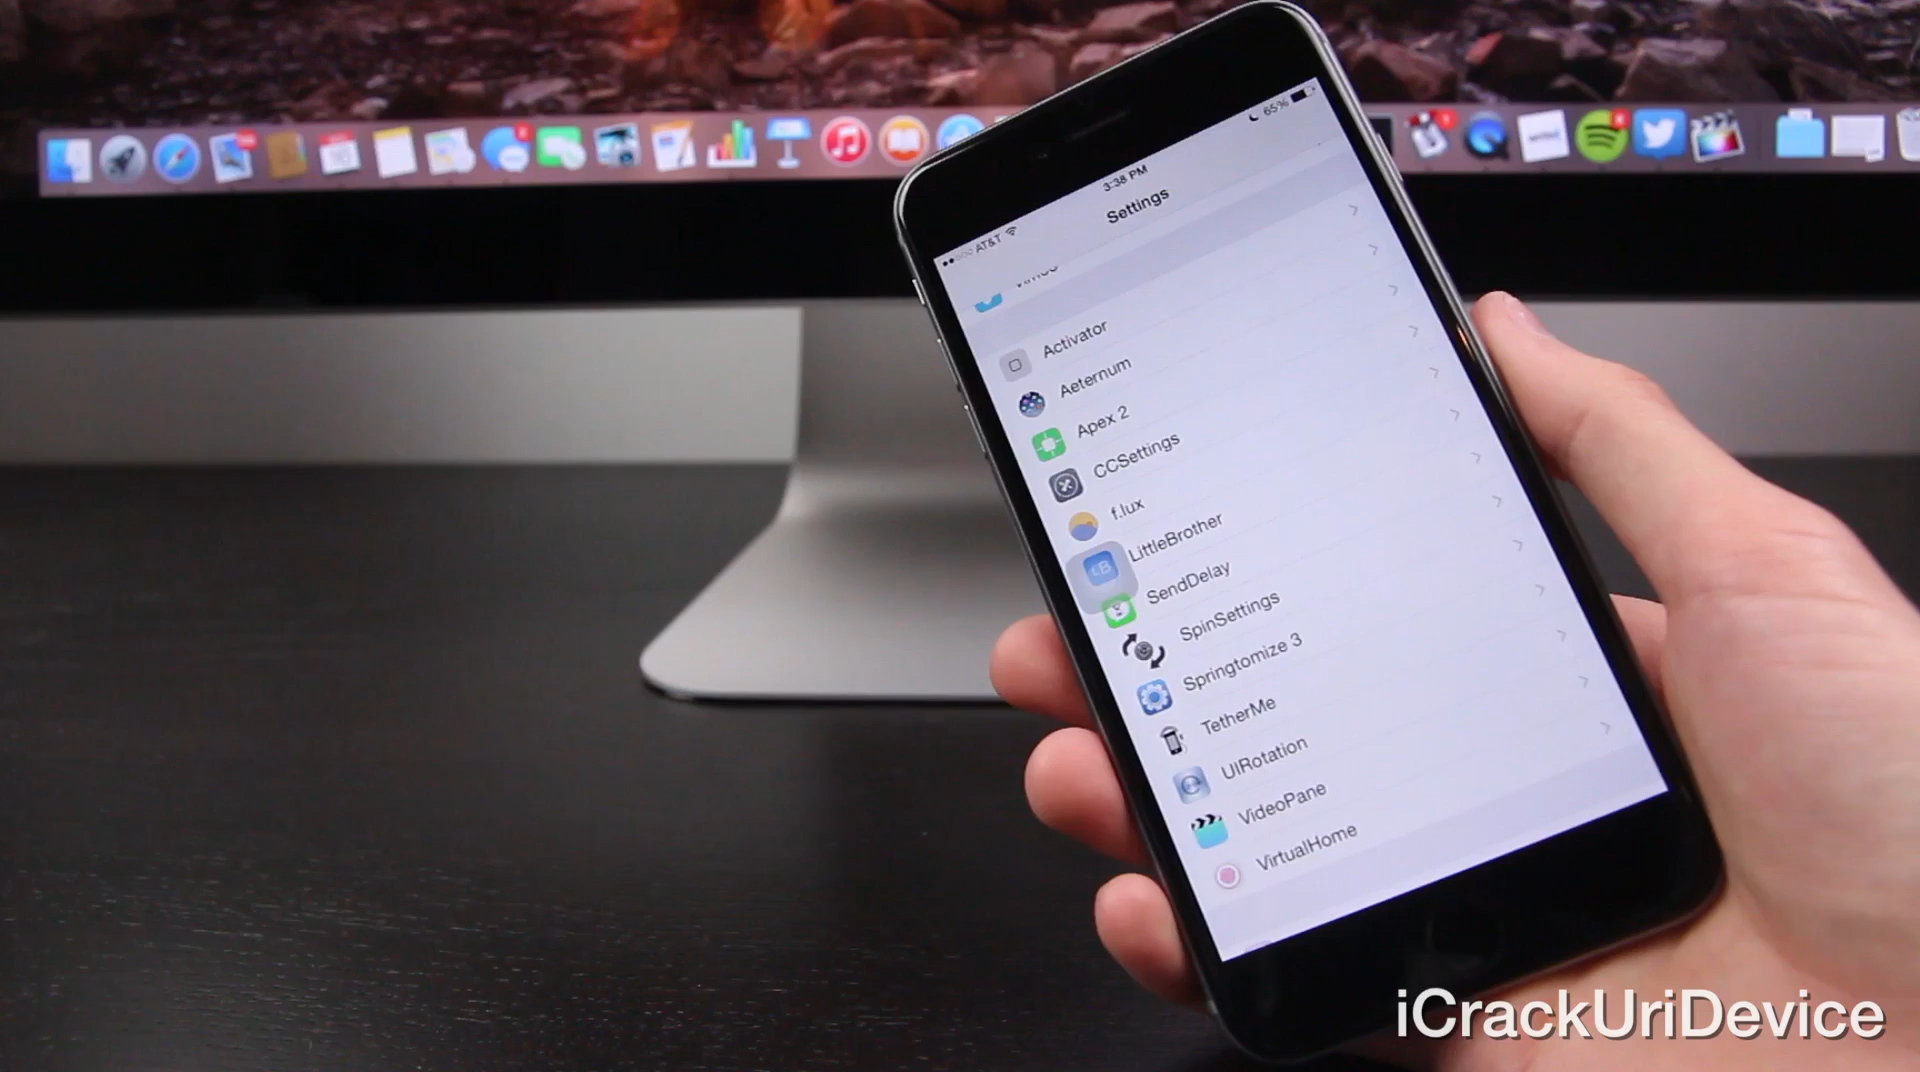 65%
3:38 PM
AT&T
Settings
Activator
Aeternum
Apex 2
CCSettings
f.lux
LittleBrother
LB
SendDelay
SpinSettings
Springtomize 3
TetherMe
UIRotation
VideoPane
VirtualHome
iCrackUriDevice